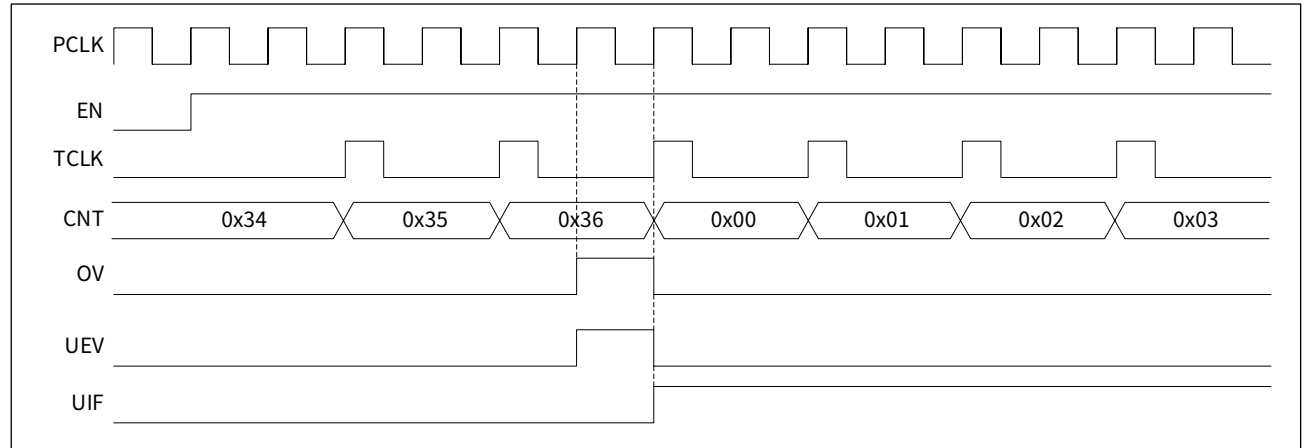 PCLK
EN
TCLK
CNT 0x34 0x35 0x36 0x00 0x01 0x02 0x03
OV
UEV
UIF